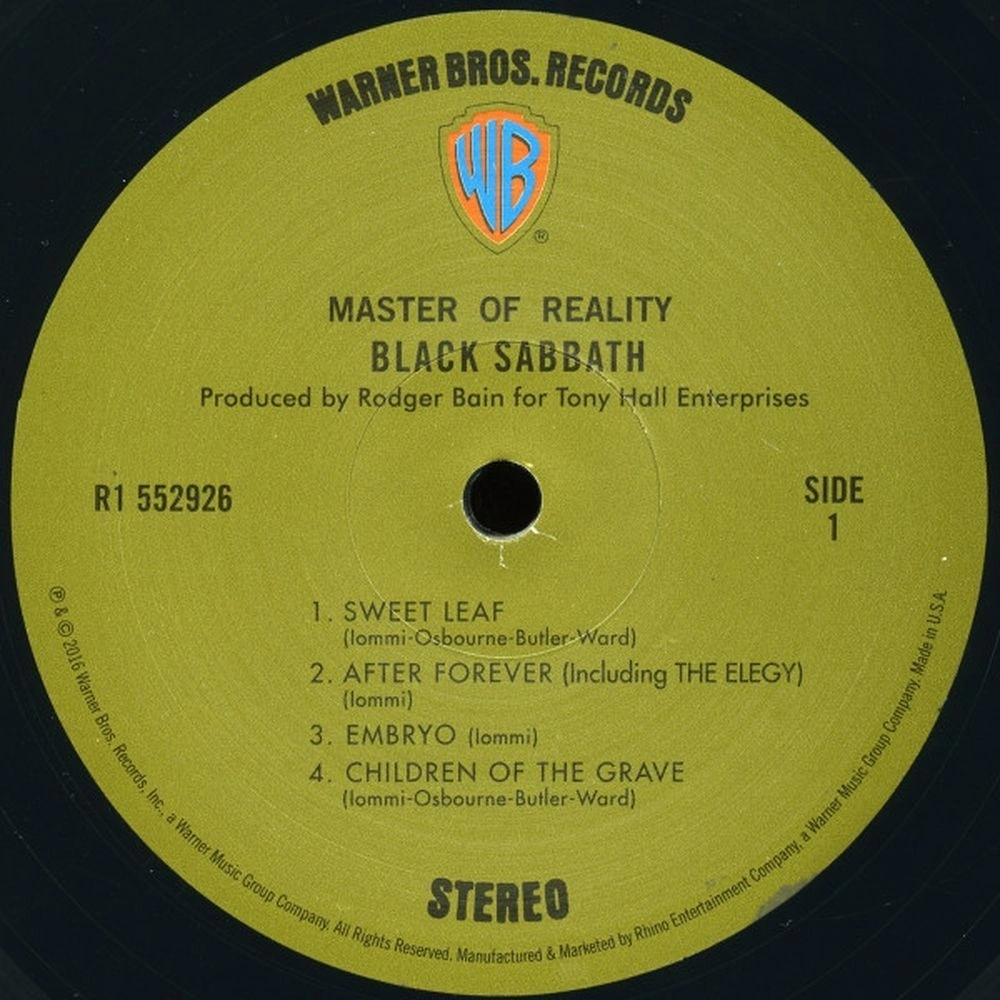 WARNER BROS. RECORDS
WB
®
MASTER OF REALITY
BLACK SABBATH
Produced by Rodger Bain for Tony Hall Enterprises
R1 552926
SIDE
1
1. SWEET LEAF
(Iommi-Osbourne-Butler-Ward)
2. AFTER FOREVER (Including THE ELEGY)
(Iommi)
3. EMBRYO (Iommi)
4. CHILDREN OF THE GRAVE
(Iommi-Osbourne-Butler-Ward)
STEREO
℗ & © 2016 Warner Bros. Records, Inc., a Warner Music Group Company. All Rights Reserved. Manufactured & Marketed by Rhino Entertainment Company, a Warner Music Group Company. Made in U.S.A.